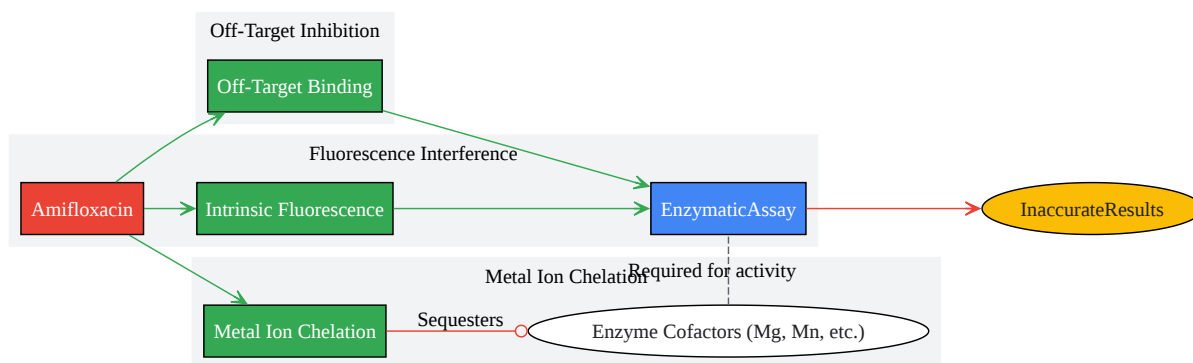 Off-Target Inhibition
Off-Target Binding
Fluorescence Interference
Amifloxacin
Intrinsic Fluorescence
EnzymaticAssay
InaccurateResults
Metal Ion Chelation
Required for activity
Metal Ion Chelation
Sequesters
Enzyme Cofactors (Mg, Mn, etc.)